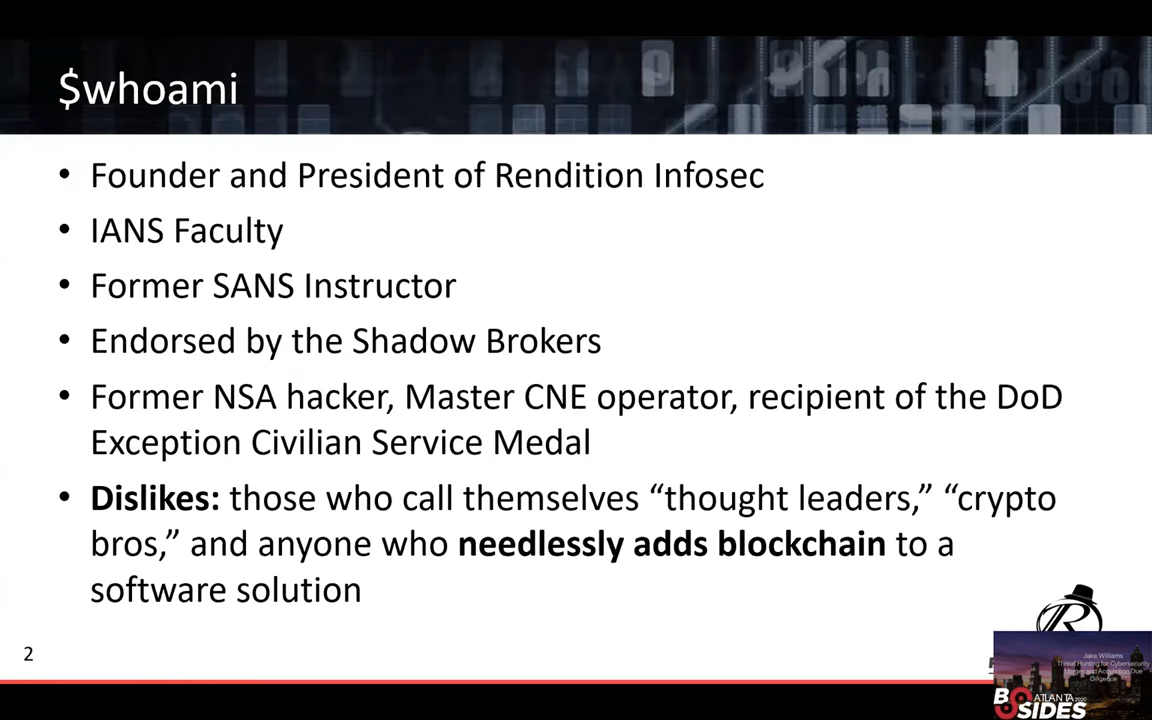 $whoami
• Founder and President of Rendition Infosec
• IANS Faculty
• Former SANS Instructor
• Endorsed by the Shadow Brokers
• Former NSA hacker, Master CNE operator, recipient of the DoD
Exception Civilian Service Medal
• Dislikes: those who call themselves “thought leaders,” “crypto
bros,” and anyone who needlessly adds blockchain to a
software solution
R
2
Jake Williams
Threat Hunting for Cybersecurity
Merger and Acquisition Due
Diligence
BSIDES
ATLANTA 2020